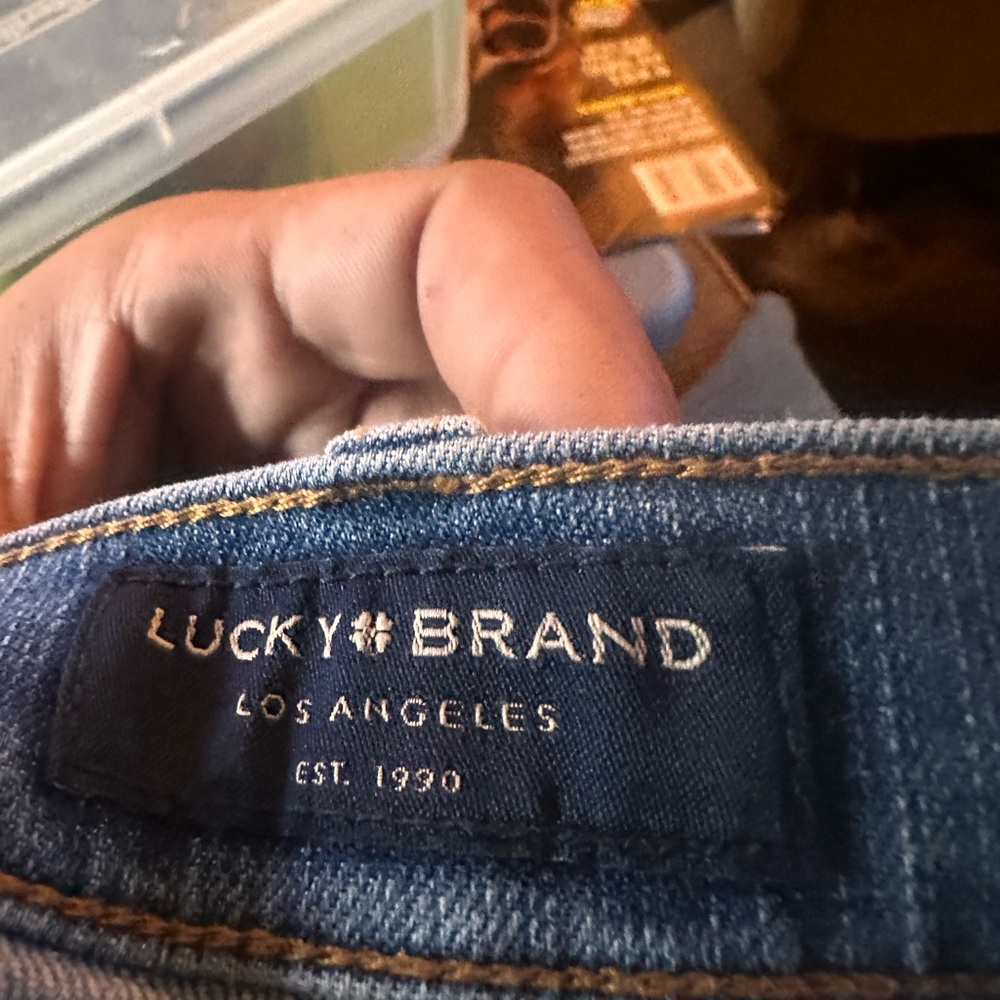 LUCKY BRAND
LOS ANGELES
EST. 1990